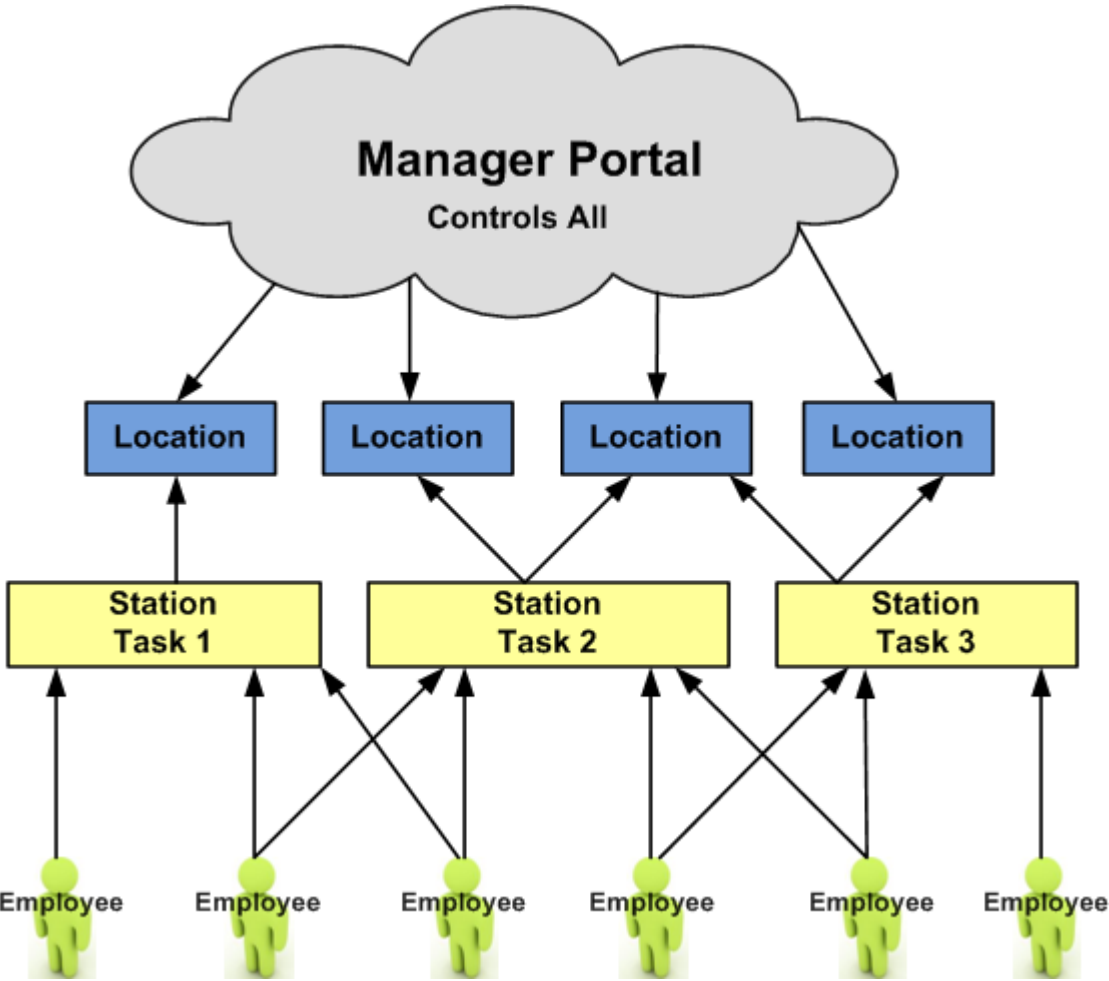 Manager Portal
Controls All
Location
Location
Location
Location
Station
Task 1
Station
Task 2
Station
Task 3
Employee
Employee
Employee
Employee
Employee
Employee